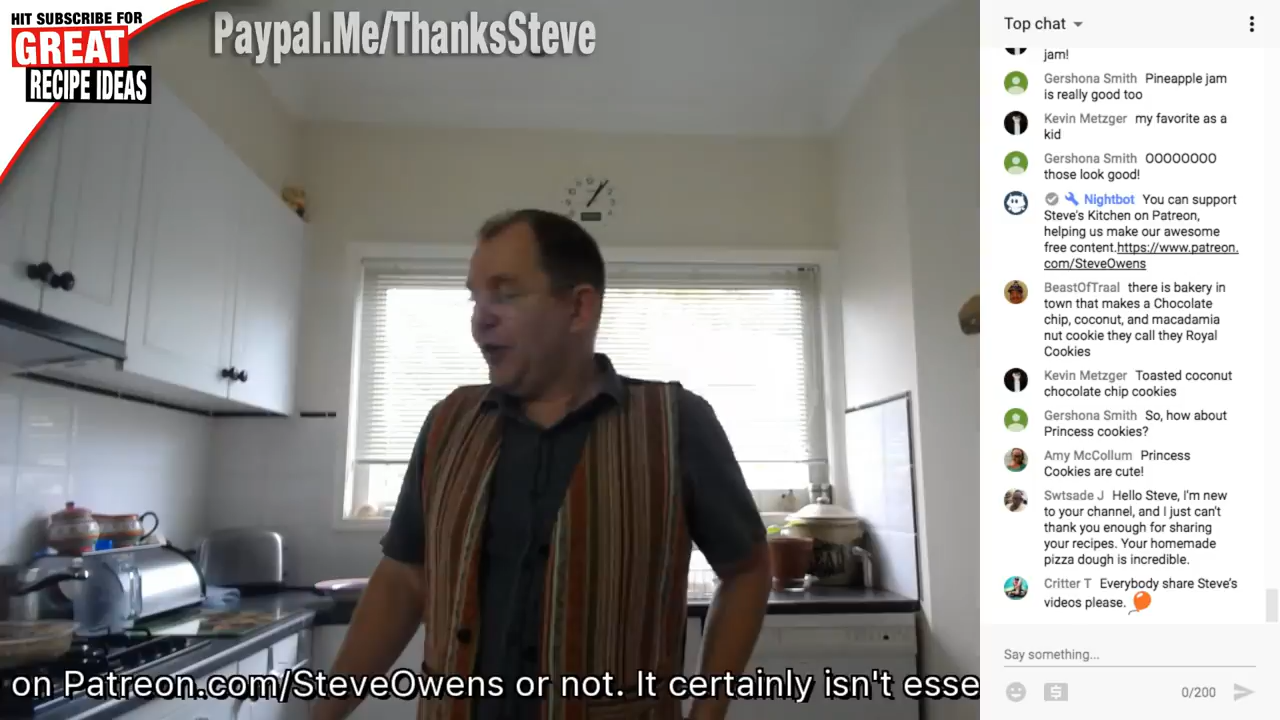 HIT SUBSCRIBE FOR
GREAT
RECIPE IDEAS
Paypal.Me/ThanksSteve
on Patreon.com/SteveOwens or not. It certainly isn't esse
Top chat
jam!
Gershona Smith Pineapple jam
is really good too
Kevin Metzger my favorite as a
kid
Gershona Smith OOOOOOOO
those look good!
Nightbot You can support
Steve's Kitchen on Patreon,
helping us make our awesome
free content.https://www.patreon.
com/SteveOwens
BeastOfTraal there is bakery in
town that makes a Chocolate
chip, coconut, and macadamia
nut cookie they call they Royal
Cookies
Kevin Metzger Toasted coconut
chocolate chip cookies
Gershona Smith So, how about
Princess cookies?
Amy McCollum Princess
Cookies are cute!
Swtsade J Hello Steve, I'm new
to your channel, and I just can't
thank you enough for sharing
your recipes. Your homemade
pizza dough is incredible.
Critter T Everybody share Steve's
videos please.
Say something...
0/200